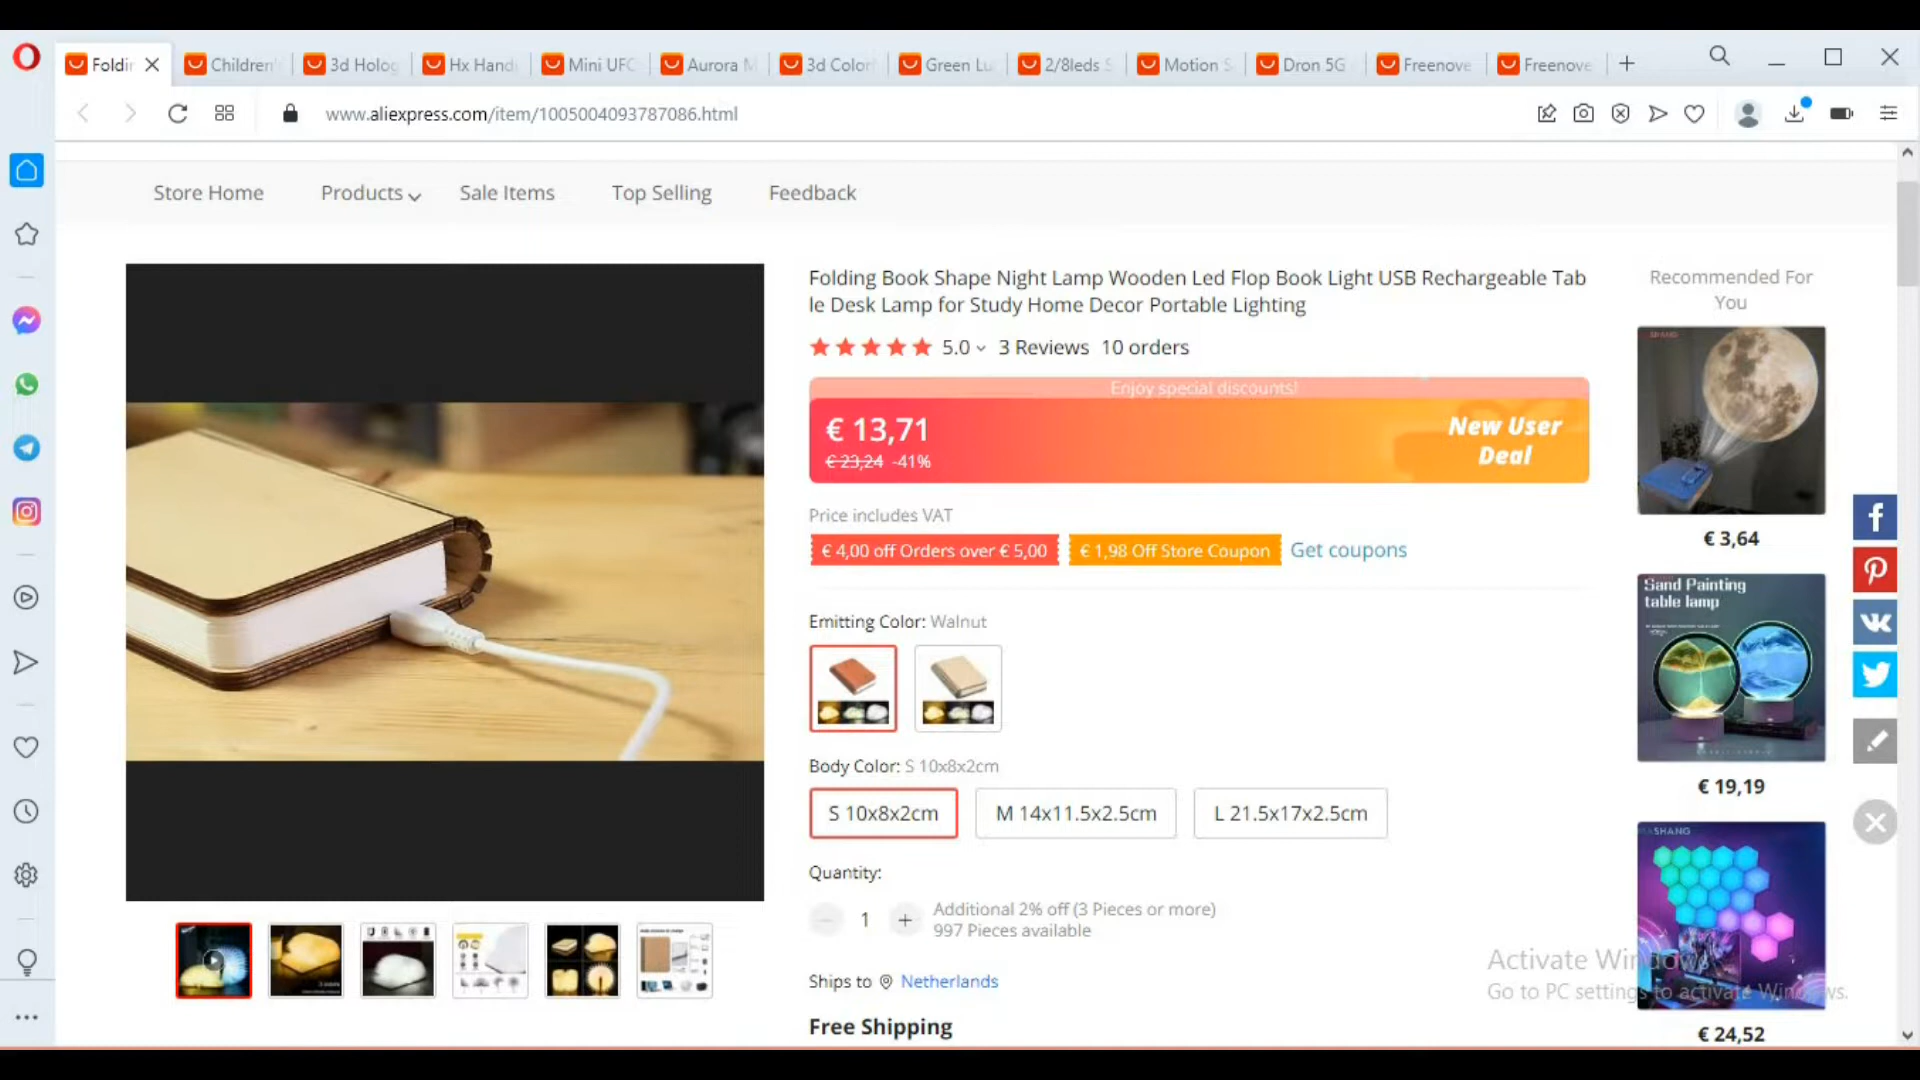 Foldin
Children'
3d Holog
Hx Hand
Mini UFO
Aurora M
3d Color
Green Lu
2/8leds S
Motion S
Dron 5G
Freenove
Freenove
www.aliexpress.com/item/1005004093787086.html
Store Home
Products
Sale Items
Top Selling
Feedback
Folding Book Shape Night Lamp Wooden Led Flop Book Light USB Rechargeable Tab
le Desk Lamp for Study Home Decor Portable Lighting
5.0
3 Reviews
10 orders
Enjoy special discounts!
€ 13,71
€ 23,24 -41%
New User
Deal
Price includes VAT
€ 4,00 off Orders over € 5,00
€ 1,98 Off Store Coupon
Get coupons
Emitting Color: Walnut
Body Color: S 10x8x2cm
S 10x8x2cm
M 14x11.5x2.5cm
L 21.5x17x2.5cm
Quantity:
1
Additional 2% off (3 Pieces or more)
997 Pieces available
Ships to
Netherlands
Free Shipping
Recommended For
You
€ 3,64
Sand Painting
table lamp
€ 19,19
SHANG
€ 24,52
Activate Windows
Go to PC settings to activate Windows.